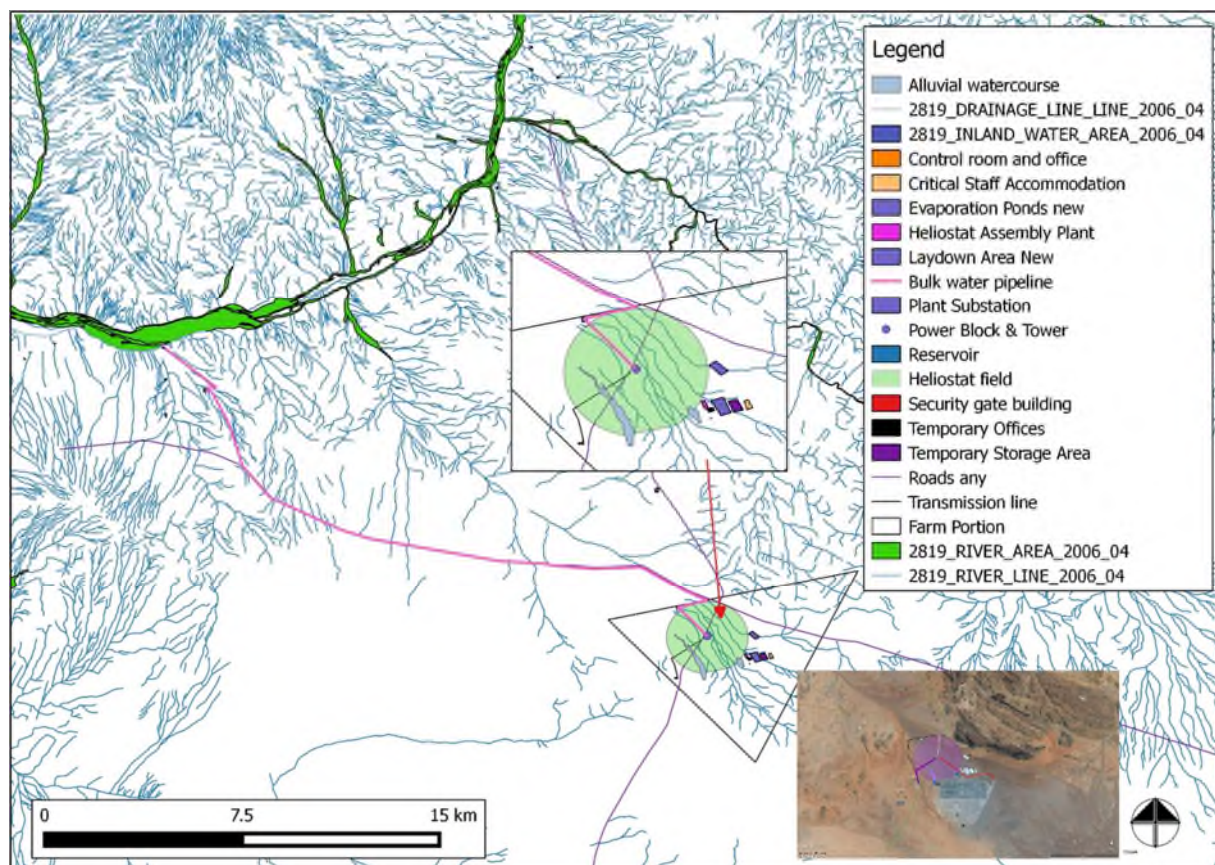 Legend
Alluvial watercourse
2819_DRAINAGE_LINE_LINE_2006_04
2819_INLAND_WATER_AREA_2006_04
Control room and office
Critical Staff Accommodation
Evaporation Ponds new
Heliostat Assembly Plant
Laydown Area New
Bulk water pipeline
Plant Substation
Power Block & Tower
Reservoir
Heliostat field
Security gate building
Temporary Offices
Temporary Storage Area
Roads any
Transmission line
Farm Portion
2819_RIVER_AREA_2006_04
2819_RIVER_LINE_2006_04
0 7.5 15 km